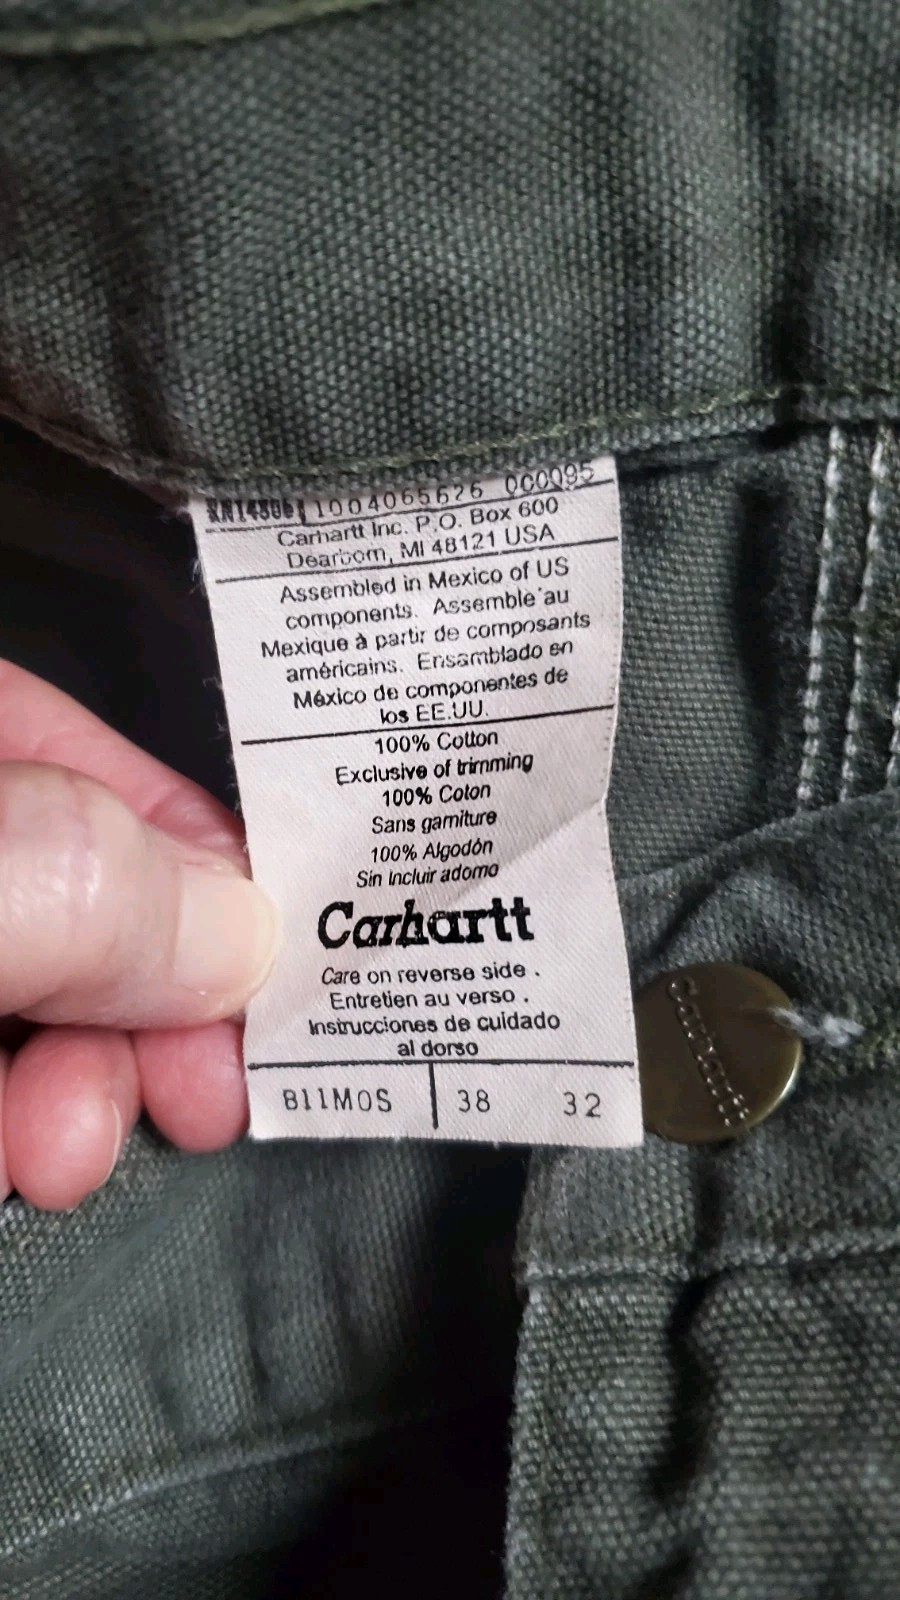 RN14806 1004065626 000095
Carhartt Inc. P.O. Box 600
Dearborn, MI 48121 USA
Assembled in Mexico of US
components. Assemble au
Mexique à partir de composants
américains. Ensamblado en
México de componentes de
los EE.UU.
100% Cotton
Exclusive of trimming
100% Coton
Sans garniture
100% Algodón
Sin Incluir adorno
Carhartt
Care on reverse side .
Entretien au verso .
Instrucciones de cuidado
al dorso
B11MOS 38 32
Carhartt